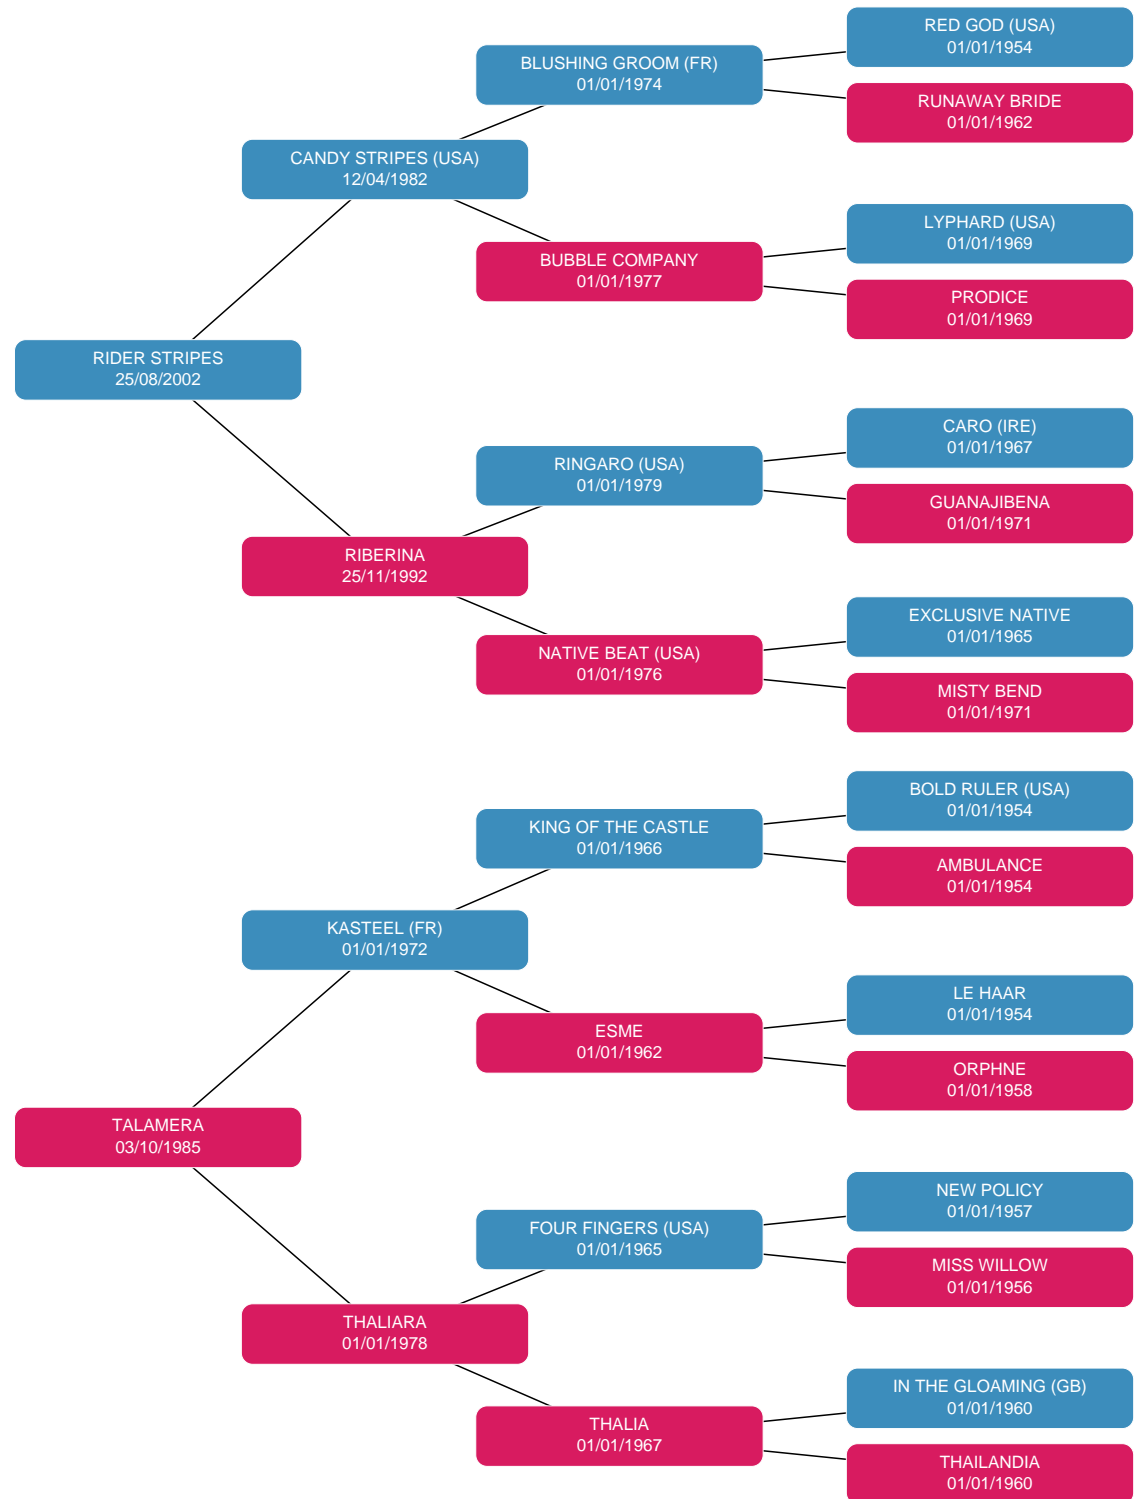 RED GOD (USA)
01/01/1954
BLUSHING GROOM (FR)
01/01/1974
RUNAWAY BRIDE
01/01/1962
CANDY STRIPES (USA)
12/04/1982
LYPHARD (USA)
01/01/1969
BUBBLE COMPANY
01/01/1977
PRODICE
01/01/1969
RIDER STRIPES
25/08/2002
CARO (IRE)
01/01/1967
RINGARO (USA)
01/01/1979
GUANAJIBENA
01/01/1971
RIBERINA
25/11/1992
EXCLUSIVE NATIVE
01/01/1965
NATIVE BEAT (USA)
01/01/1976
MISTY BEND
01/01/1971
BOLD RULER (USA)
01/01/1954
KING OF THE CASTLE
01/01/1966
AMBULANCE
01/01/1954
KASTEEL (FR)
01/01/1972
LE HAAR
01/01/1954
ESME
01/01/1962
ORPHNE
01/01/1958
TALAMERA
03/10/1985
NEW POLICY
01/01/1957
FOUR FINGERS (USA)
01/01/1965
MISS WILLOW
01/01/1956
THALIARA
01/01/1978
IN THE GLOAMING (GB)
01/01/1960
THALIA
01/01/1967
THAILANDIA
01/01/1960